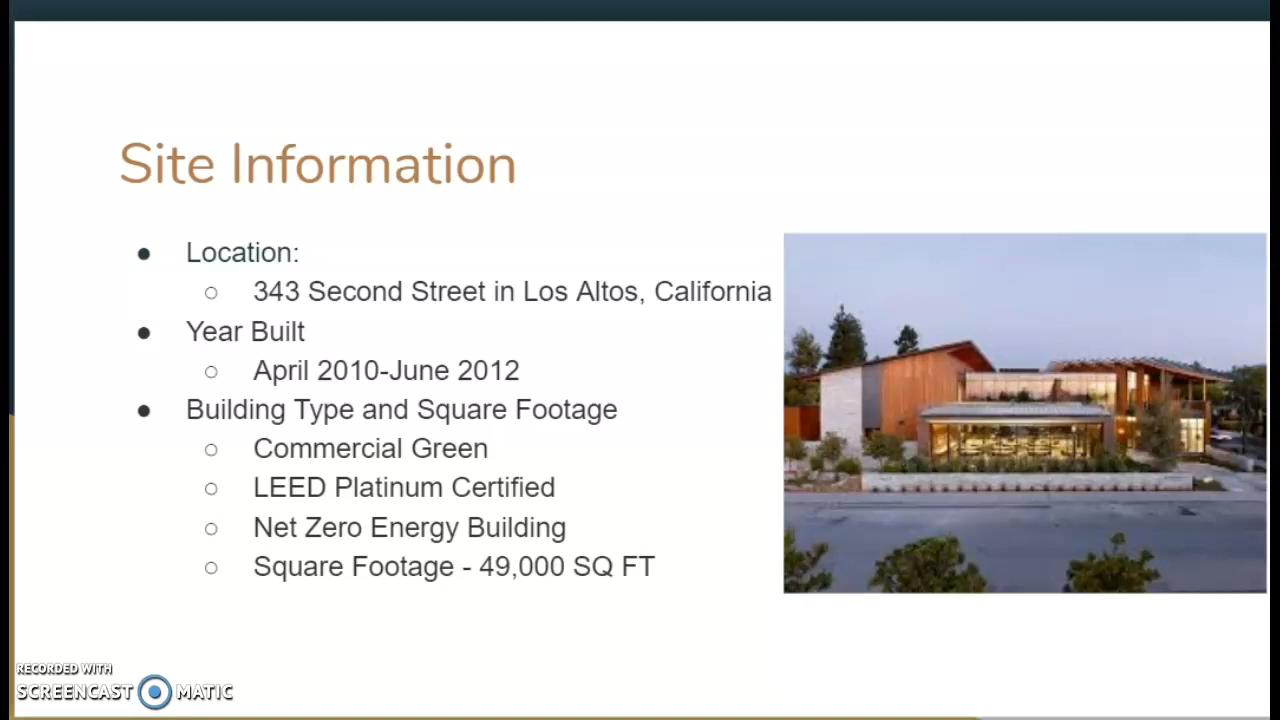 Site Information
● Location:
○ 343 Second Street in Los Altos, California
● Year Built
○ April 2010-June 2012
● Building Type and Square Footage
○ Commercial Green
○ LEED Platinum Certified
○ Net Zero Energy Building
○ Square Footage - 49,000 SQ FT
RECORDED WITH
SCREENCAST MATIC